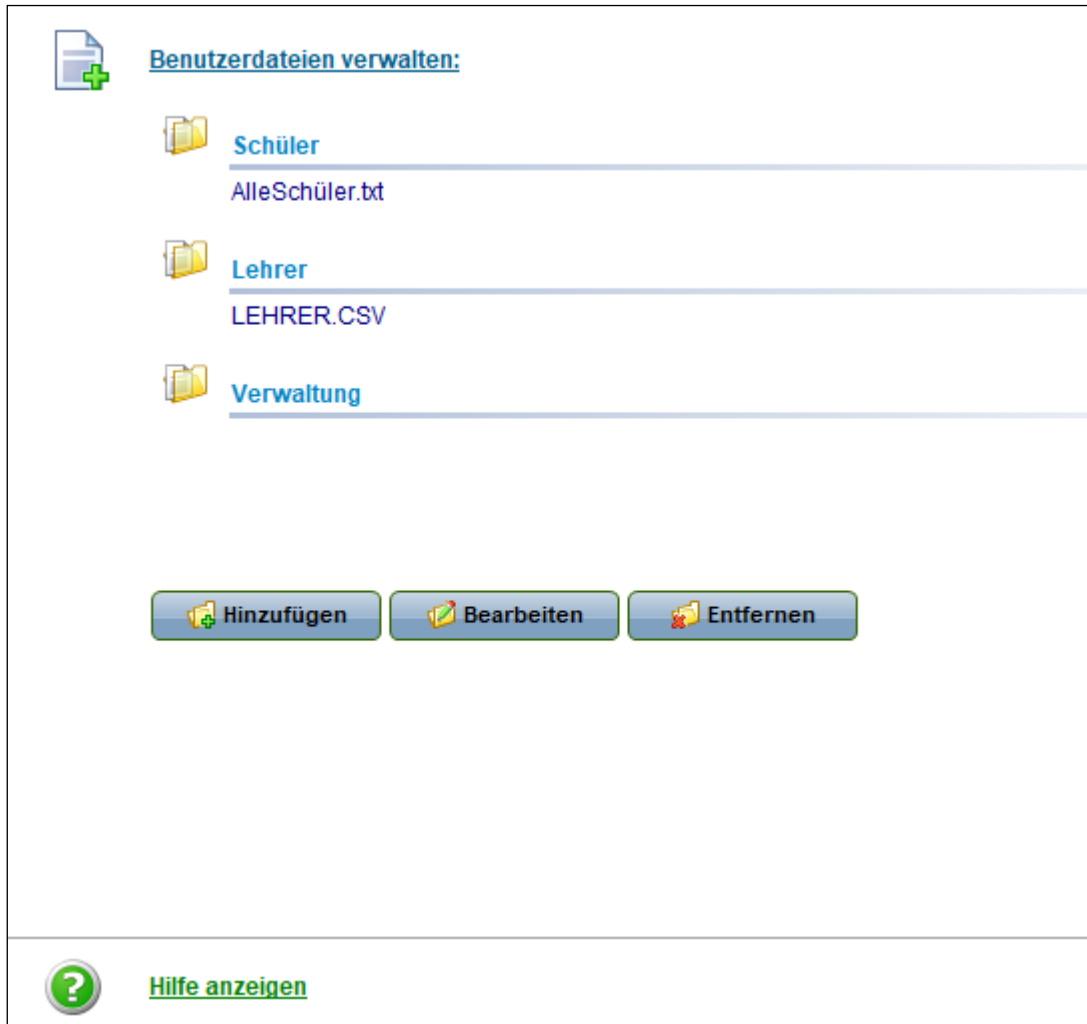 Benutzerdateien verwalten:
Schüler
AlleSchüler.txt
Lehrer
LEHRER.CSV
Verwaltung
Hinzufügen
Bearbeiten
Entfernen
Hilfe anzeigen